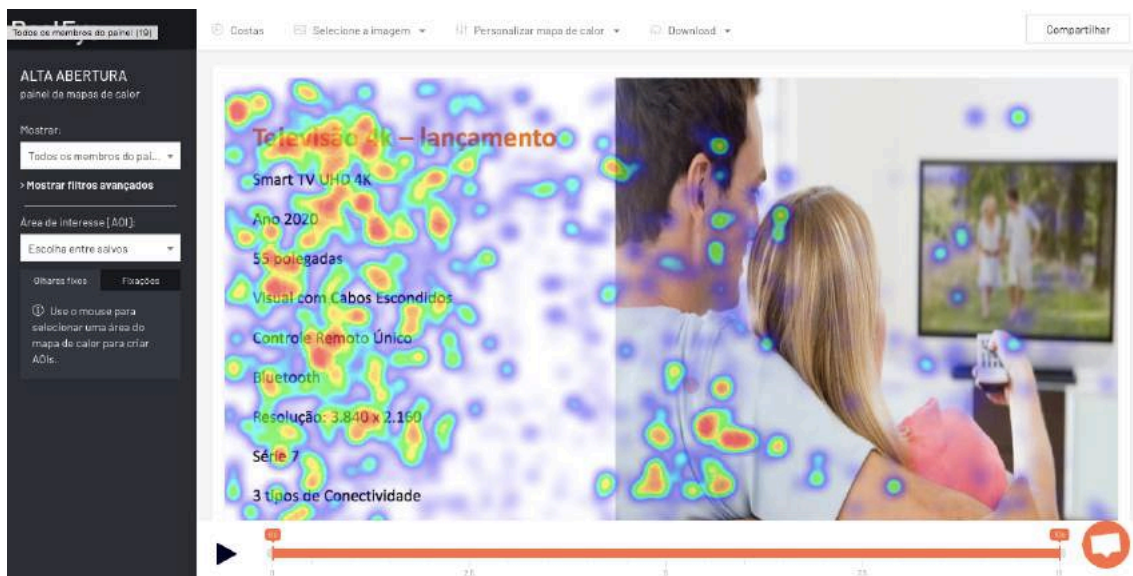 Todos os membros do painel (19)
Costas
Selecione a imagem
Personalizar mapa de calor
Download
Compartilhar
ALTA ABERTURA
painel de mapas de calor
Mostrar:
Todos os membros do pai...
> Mostrar filtros avançados
Área de interesse [AOI]:
Escolha entre salvos
Olhares fixos
Fixações
Use o mouse para
selecionar uma área do
mapa de calor para criar
AOIs.
Televisão 4k – lançamento
Smart TV UHD 4K
Ano 2020
55 polegadas
Visual com Cabos Escondidos
Controle Remoto Único
Bluetooth
Resolução: 3.840 x 2.160
Série 7
3 tipos de Conectividade